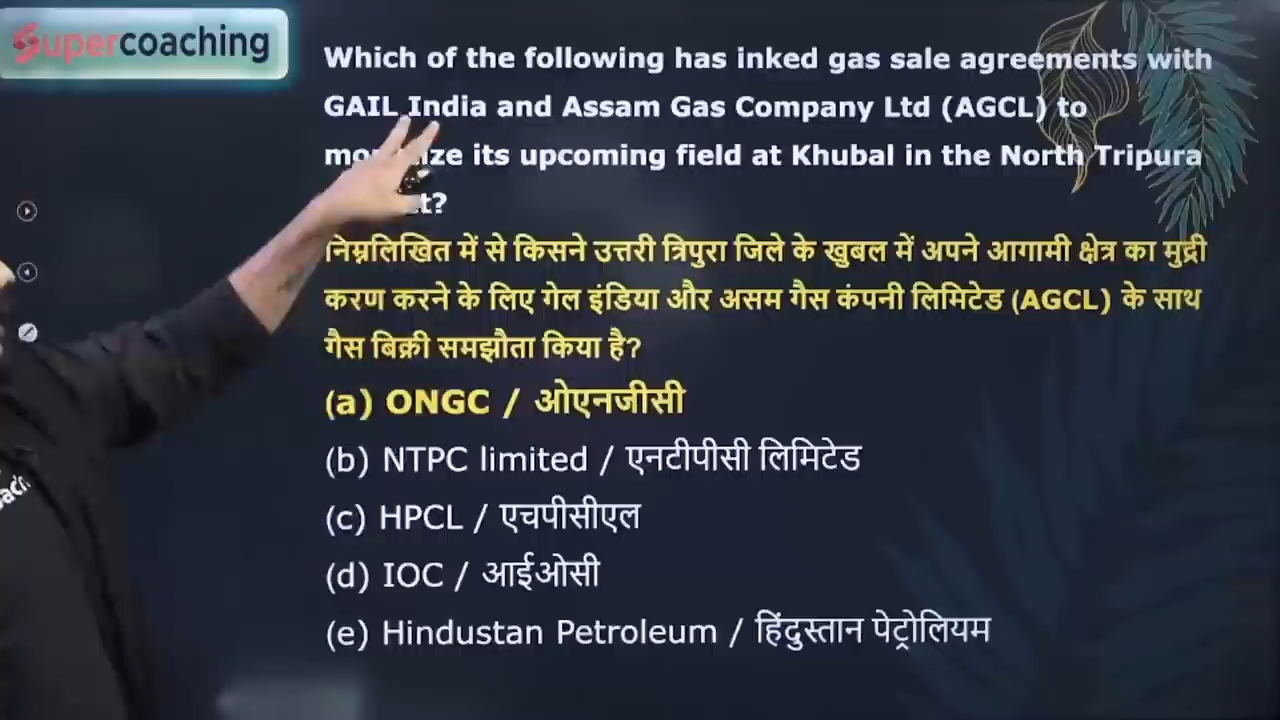 Supercoaching
Which of the following has inked gas sale agreements with
GAIL India and Assam Gas Company Ltd (AGCL) to
its upcoming field at Khubal in the North Tripura
निम्नलिखित में से किसने उत्तरी त्रिपुरा जिले के खुबल में अपने आगामी क्षेत्र का मुद्री
करण करने के लिए गेल इंडिया और असम गैस कंपनी लिमिटेड (AGCL) के साथ
गैस बिक्री समझौता किया है?
(a) ONGC / ओएनजीसी
(b) NTPC limited / एनटीपीसी लिमिटेड
(c) HPCL / एचपीसीएल
(d) IOC / आईओसी
(e) Hindustan Petroleum / हिंदुस्तान पेट्रोलियम